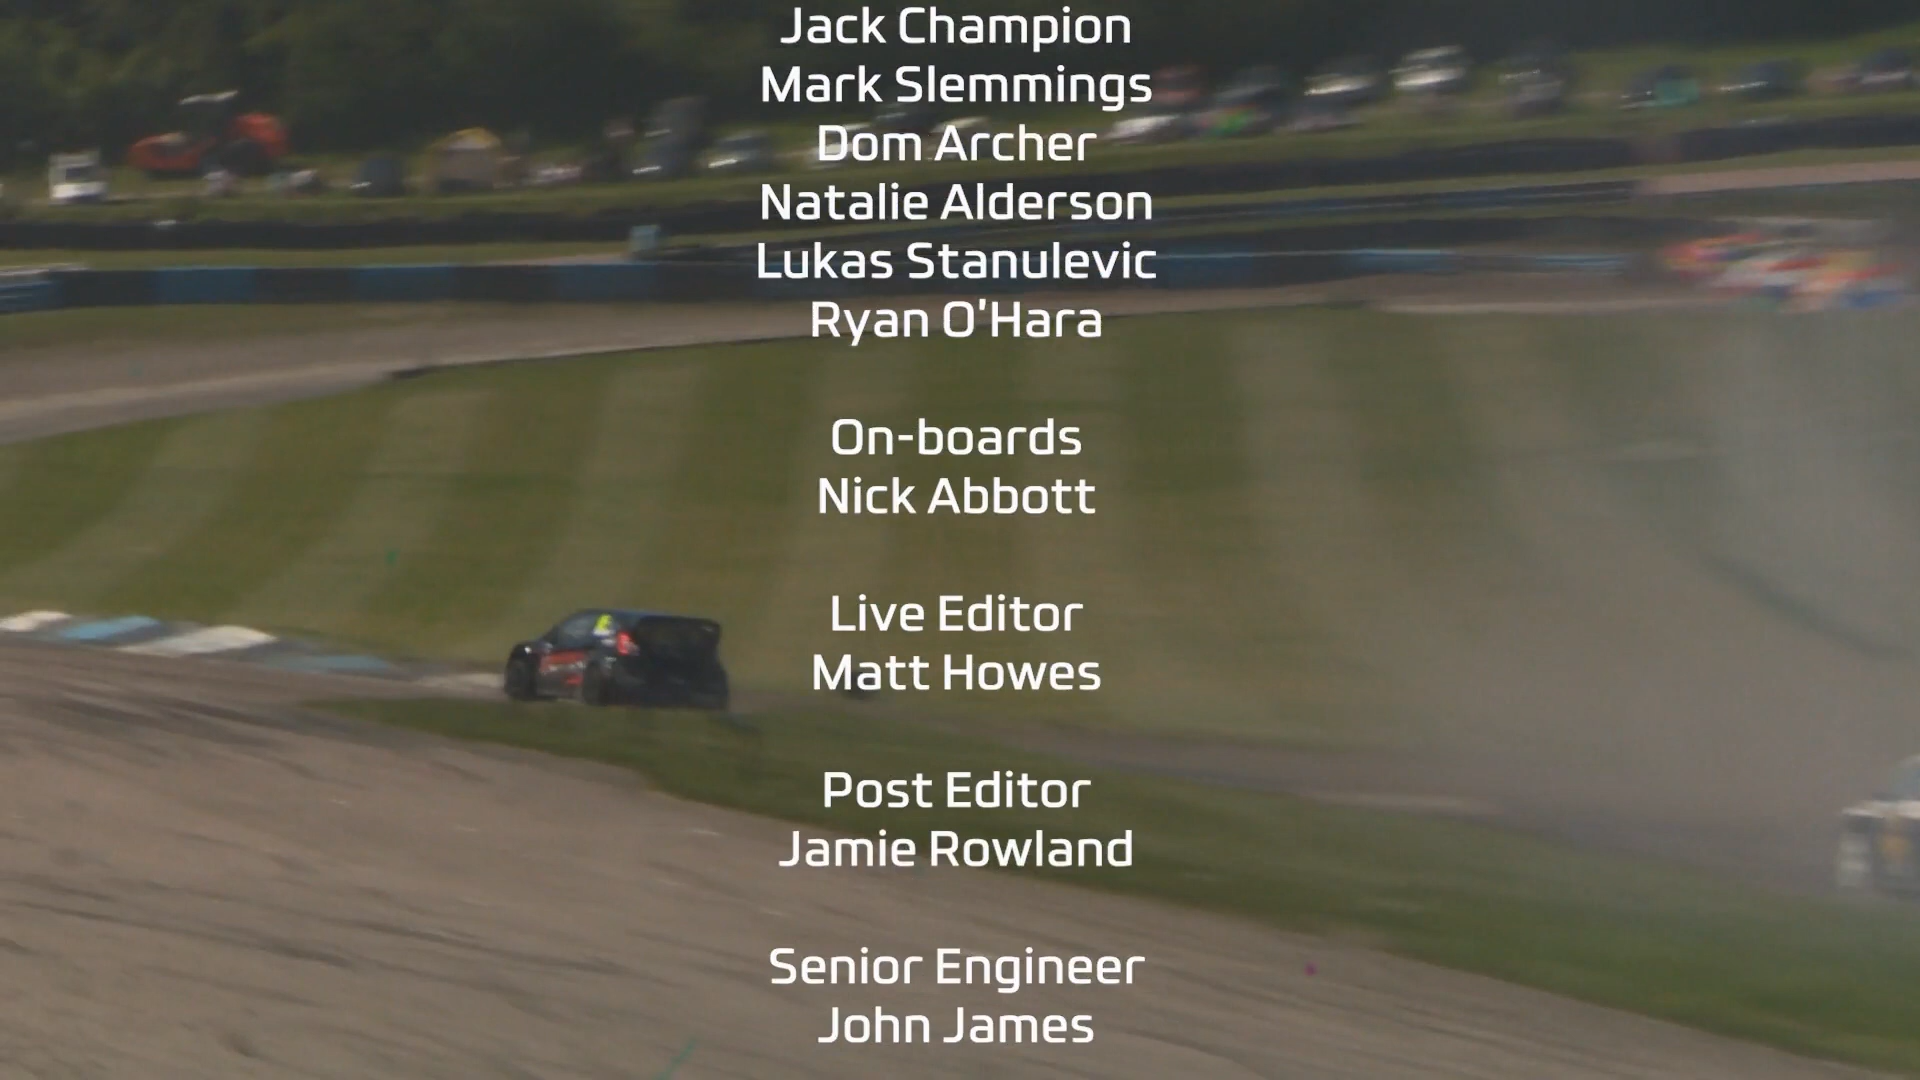 Jack Champion
Mark Slemmings
Dom Archer
Natalie Alderson
Lukas Stanulevic
Ryan O'Hara
On-boards
Nick Abbott
Live Editor
Matt Howes
Post Editor
Jamie Rowland
Senior Engineer
John James